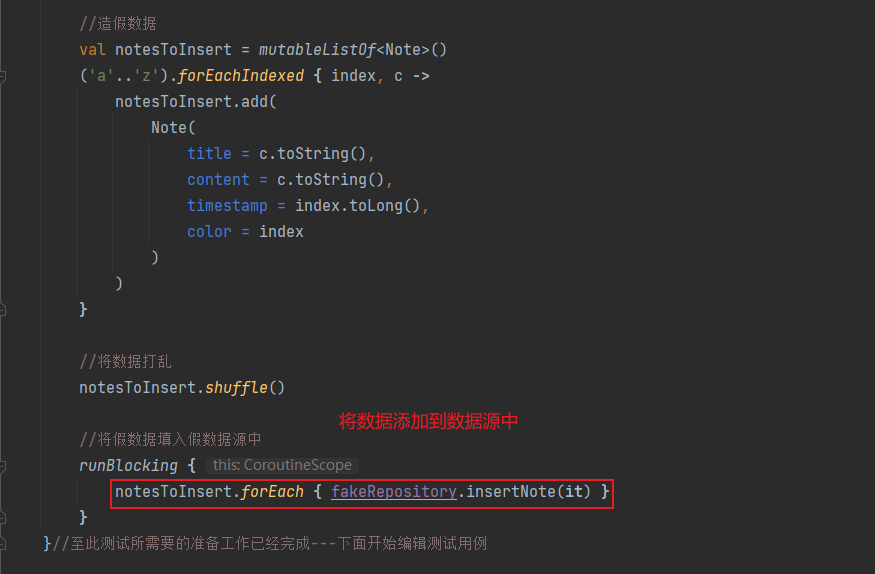 //造假数据
val notesToInsert = mutableListOf<Note>()
('a'..'z').forEachIndexed { index, c ->
notesToInsert.add(
Note(
title = c.toString(),
content = c.toString(),
timestamp = index.toLong(),
color = index
)
)
}
//将数据打乱
notesToInsert.shuffle()
将数据添加到数据源中
//将假数据填入假数据源中
runBlocking { this: CoroutineScope
notesToInsert.forEach { fakeRepository.insertNote(it) }
}
}//至此测试所需要的准备工作已经完成---下面开始编辑测试用例